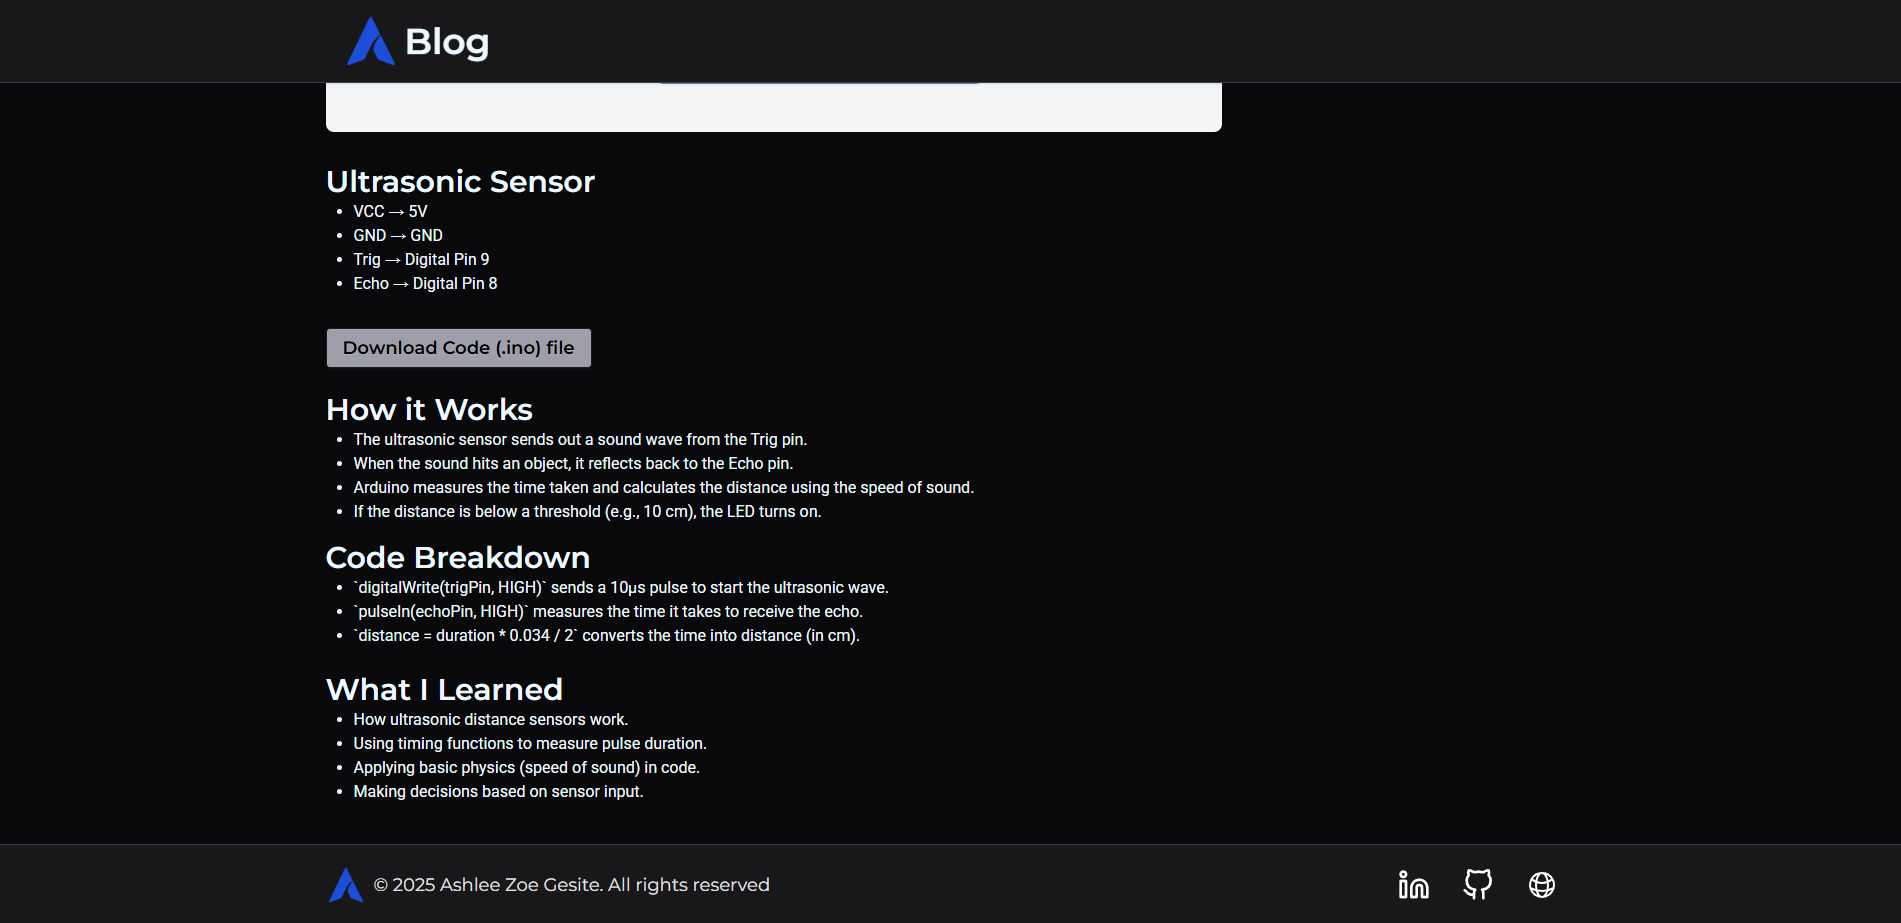 Blog
Ultrasonic Sensor
• VCC → 5V
• GND → GND
• Trig → Digital Pin 9
• Echo → Digital Pin 8
Download Code (.ino) file
How it Works
• The ultrasonic sensor sends out a sound wave from the Trig pin.
• When the sound hits an object, it reflects back to the Echo pin.
• Arduino measures the time taken and calculates the distance using the speed of sound.
• If the distance is below a threshold (e.g., 10 cm), the LED turns on.
Code Breakdown
• `digitalWrite(trigPin, HIGH)` sends a 10µs pulse to start the ultrasonic wave.
• `pulseIn(echoPin, HIGH)` measures the time it takes to receive the echo.
• `distance = duration * 0.034 / 2` converts the time into distance (in cm).
What I Learned
• How ultrasonic distance sensors work.
• Using timing functions to measure pulse duration.
• Applying basic physics (speed of sound) in code.
• Making decisions based on sensor input.
© 2025 Ashlee Zoe Gesite. All rights reserved